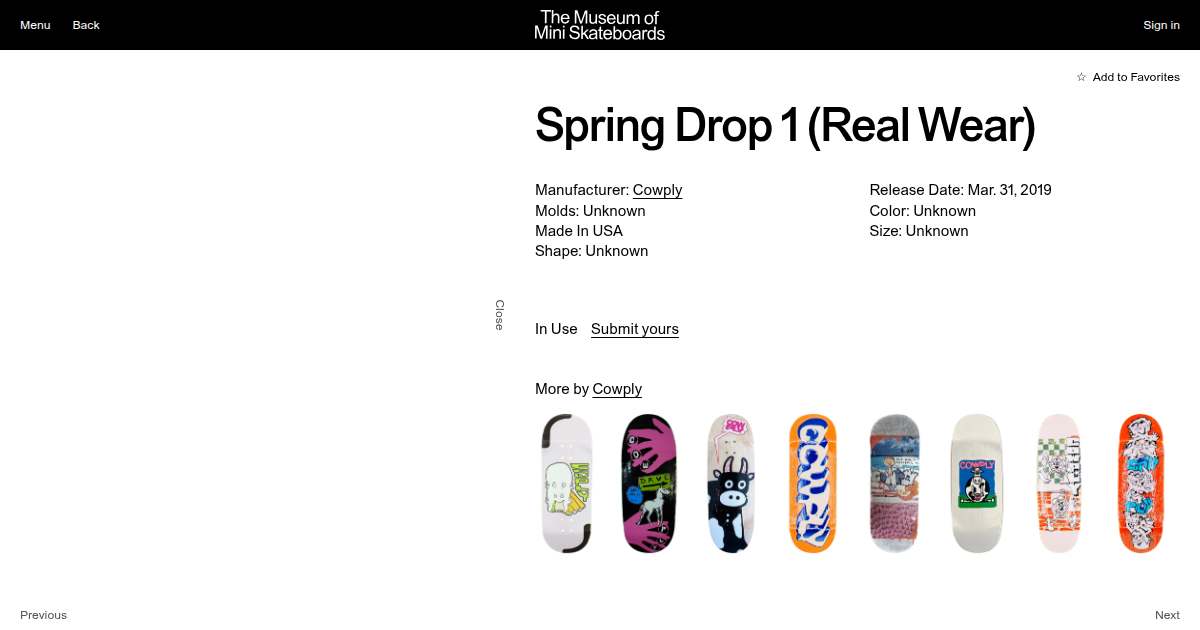 Menu
Back
The Museum of
Mini Skateboards
Sign in
☆ Add to Favorites
Spring Drop 1 (Real Wear)
Manufacturer: Cowply
Molds: Unknown
Made In USA
Shape: Unknown
Release Date: Mar. 31, 2019
Color: Unknown
Size: Unknown
Close
In Use
Submit yours
More by Cowply
COWPLY
Previous
Next